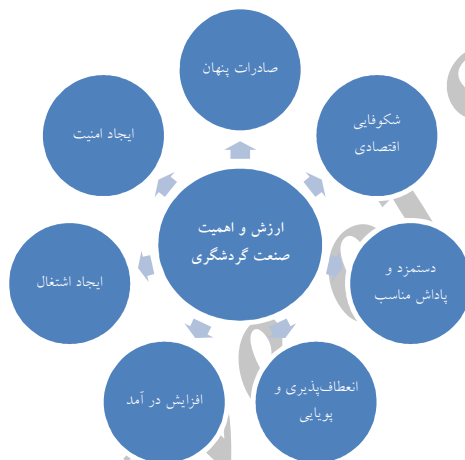 صادرات پنهان
شکوفایی
اقتصادی
ایجاد امنیت
ارزش و اهمیت
صنعت گردشگری
دستمزد و
پاداش مناسب
ایجاد اشتغال
انعطاف‌پذیری و
پویایی
افزایش در آمد